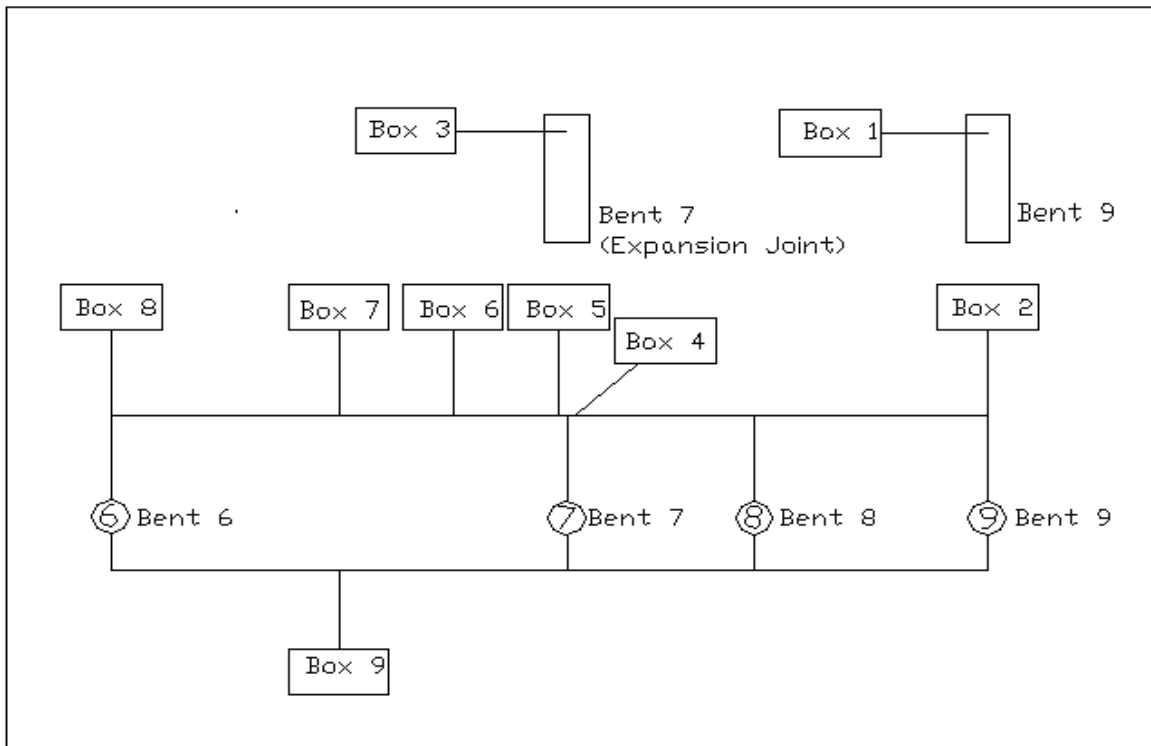 Box 3
Box 1
Bent 7
(Expansion Joint)
Bent 9
Box 8
Box 7
Box 6
Box 5
Box 4
Box 2
6 Bent 6
7 Bent 7
8 Bent 8
9 Bent 9
Box 9